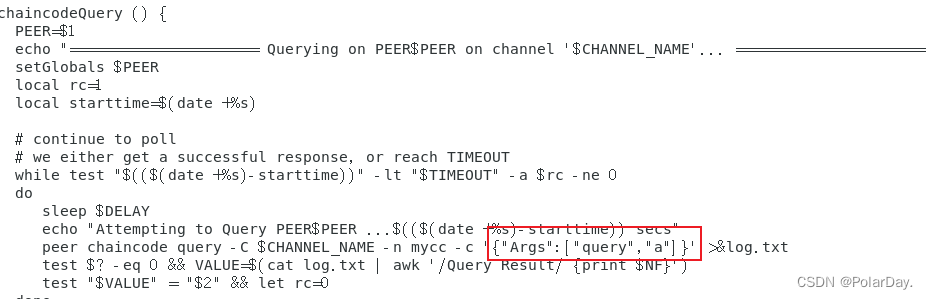 chaincodeQuery () {
  PEER=$1
  echo "===================== Querying on PEER$PEER on channel '$CHANNEL_NAME'... =====================
  setGlobals $PEER
  local rc=1
  local starttime=$(date +%s)
  # continue to poll
  # we either get a successful response, or reach TIMEOUT
  while test "$(($(date +%s)-starttime))" -lt "$TIMEOUT" -a $rc -ne 0
  do
     sleep $DELAY
     echo "Attempting to Query PEER$PEER ...$(($(date +%s)-starttime)) secs"
     peer chaincode query -C $CHANNEL_NAME -n mycc -c '{"Args":["query","a"]}' >&log.txt
     test $? -eq 0 && VALUE=$(cat log.txt | awk '/Query Result/ {print $NF}')
     test "$VALUE" = "$2" && let rc=0
CSDN @PolarDay.